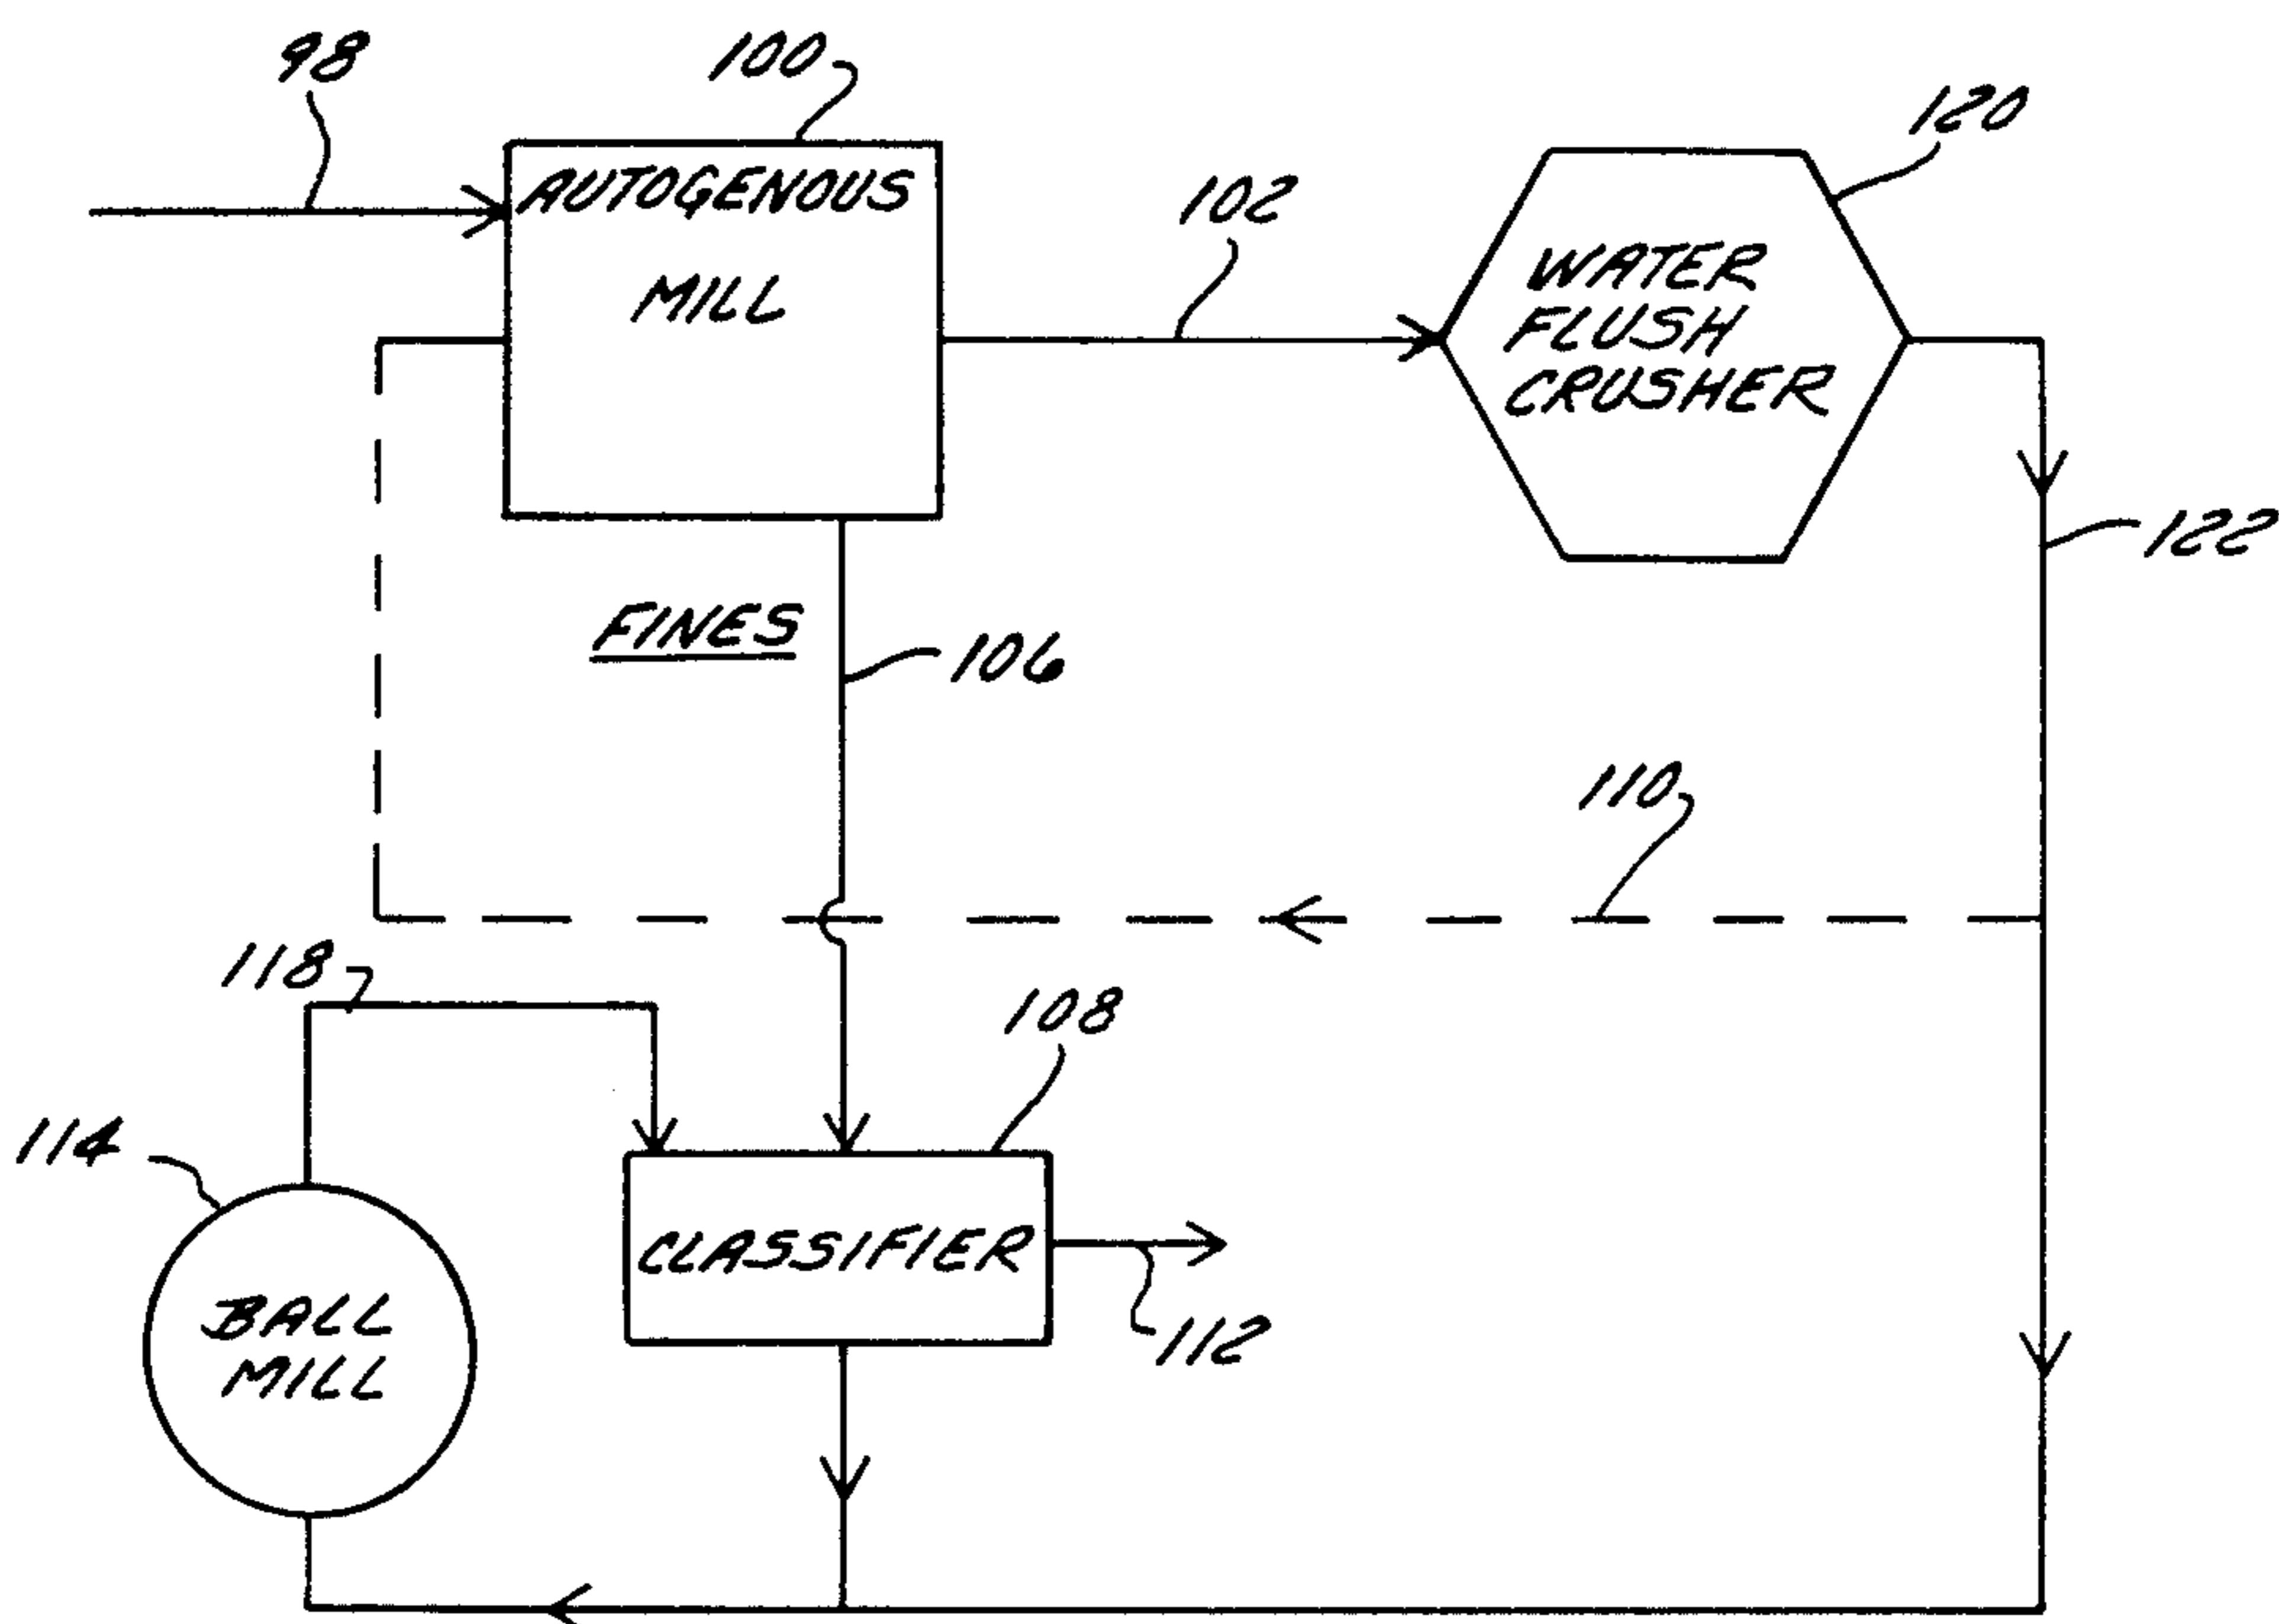 98
100
120
AUTOGENOUS
MILL
102
WATER
FLUSH
CRUSHER
122
FINES
106
110
118
108
114
CLASSIFIER
112
BALL
MILL